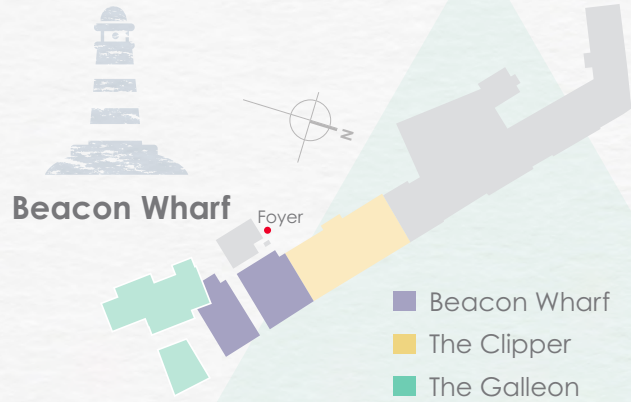 N
Beacon Wharf
Foyer
Beacon Wharf
The Clipper
The Galleon